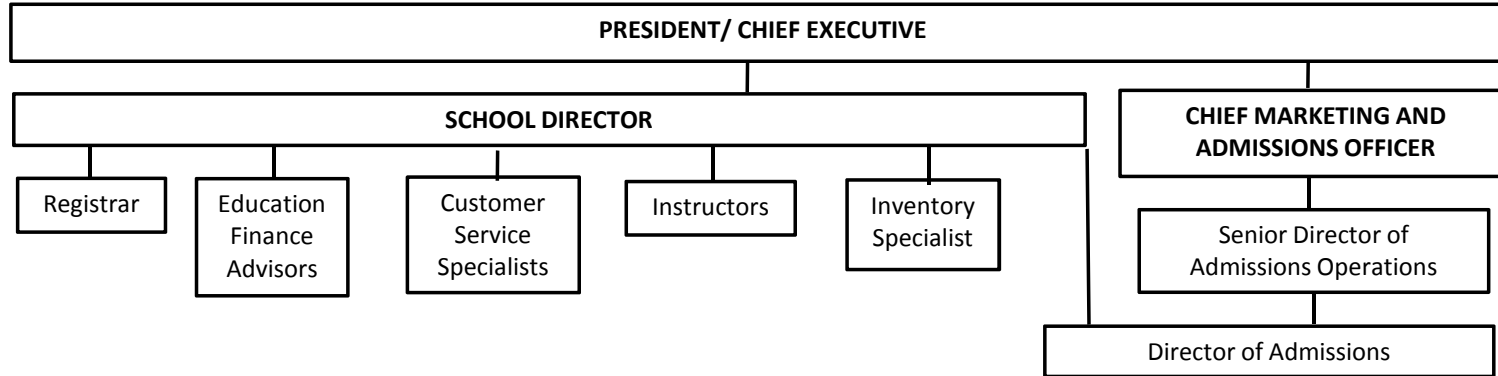 PRESIDENT/ CHIEF EXECUTIVE
SCHOOL DIRECTOR
CHIEF MARKETING AND
ADMISSIONS OFFICER
Registrar
Education
Finance
Advisors
Customer
Service
Specialists
Instructors
Inventory
Specialist
Senior Director of
Admissions Operations
Director of Admissions